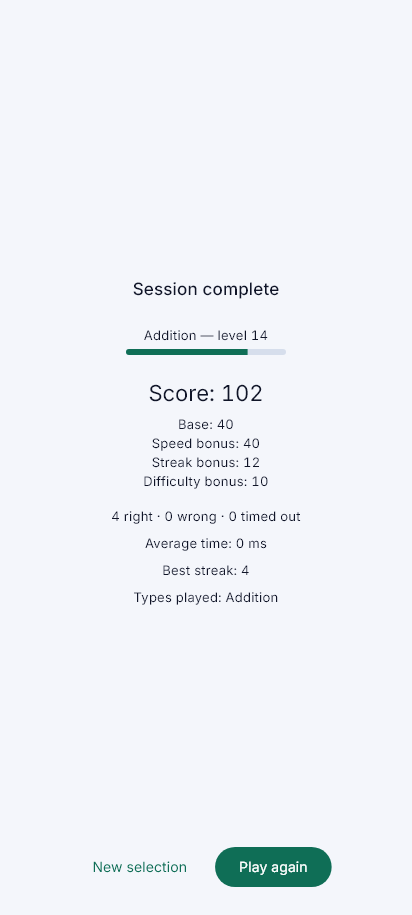 Session complete
Addition — level 14
Score: 102
Base: 40
Speed bonus: 40
Streak bonus: 12
Difficulty bonus: 10
4 right · 0 wrong · 0 timed out
Average time: 0 ms
Best streak: 4
Types played: Addition
New selection
Play again